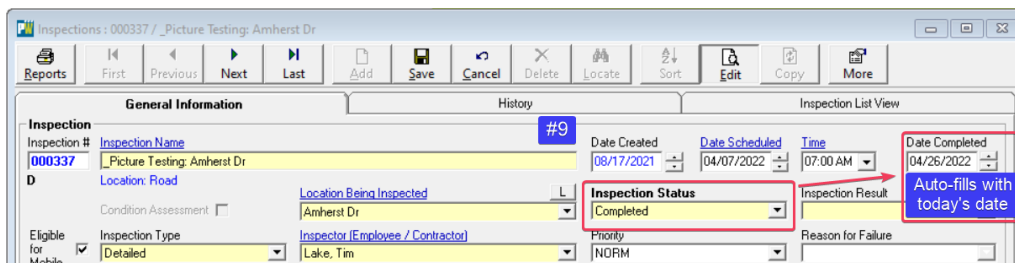 Inspections : 000337 / _Picture Testing: Amherst Dr
Reports First Previous Next Last Add Save Cancel Delete Locate Sort Edit Copy More
General Information History Inspection List View
Inspection #9
Inspection # Inspection Name Date Created Date Scheduled Time Date Completed
000337 _Picture Testing: Amherst Dr 08/17/2021 04/07/2022 07:00 AM 04/26/2022
D Location: Road
Location Being Inspected L Inspection Status Inspection Result Auto-fills with
today's date
Condition Assessment Amherst Dr Completed
Eligible Inspection Type Inspector (Employee / Contractor) Priority Reason for Failure
for Detailed Lake, Tim NORM
Mobile